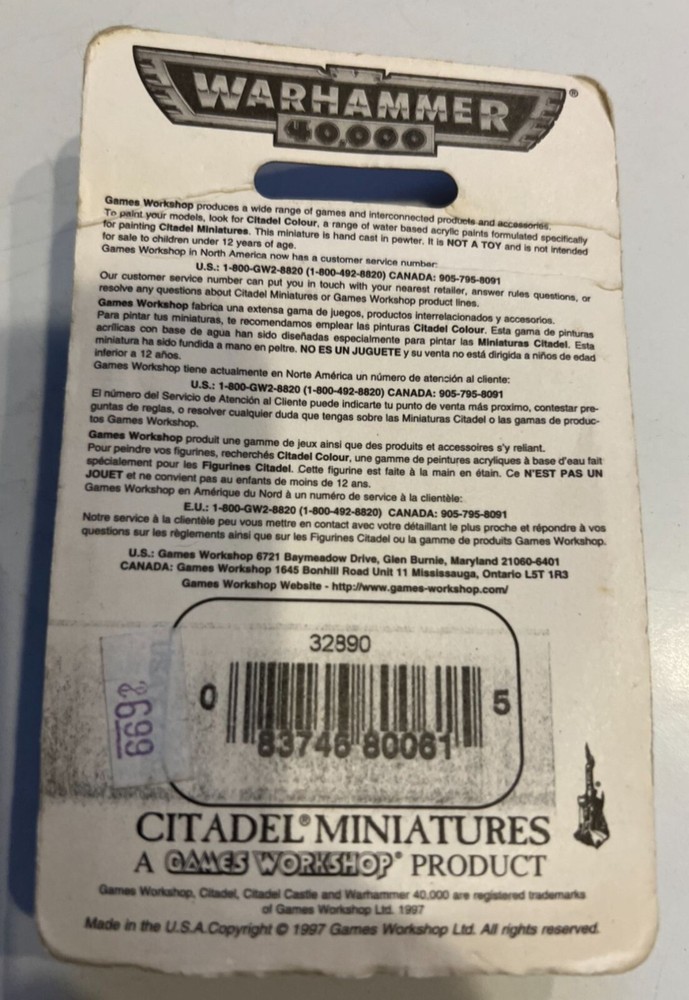 WARHAMMER®
40,000
Games Workshop produces a wide range of games and interconnected products and accessories.
To paint your models, look for Citadel Colour, a range of water based acrylic paints formulated specifically
for painting Citadel Miniatures. This miniature is hand cast in pewter. It is NOT A TOY and is not intended
for sale to children under 12 years of age.
Games Workshop in North America now has a customer service number:
U.S.: 1-800-GW2-8820 (1-800-492-8820) CANADA: 905-795-8091
Our customer service number can put you in touch with your nearest retailer, answer rules questions, or
resolve any questions about Citadel Miniatures or Games Workshop product lines.
Games Workshop fabrica una extensa gama de juegos, productos interrelacionados y accesorios.
Para pintar tus miniaturas, te recomendamos emplear las pinturas Citadel Colour. Esta gama de pinturas
acrílicas con base de agua han sido diseñadas especialmente para pintar las Miniaturas Citadel. Esta
miniatura ha sido fundida a mano en peltre. NO ES UN JUGUETE y su venta no está dirigida a niños de edad
inferior a 12 años.
Games Workshop tiene actualmente en Norte América un número de atención al cliente:
U.S.: 1-800-GW2-8820 (1-800-492-8820) CANADA: 905-795-8091
El número del Servicio de Atención al Cliente puede indicarte tu punto de venta más proximo, contestar pre-
guntas de reglas, o resolver cualquier duda que tengas sobre las Miniaturas Citadel o las gamas de produc-
tos Games Workshop.
Games Workshop produit une gamme de jeux ainsi que des produits et accessoires s'y reliant.
Pour peindre vos figurines, recherchés Citadel Colour, une gamme de peintures acryliques à base d'eau fait
spécialement pour les Figurines Citadel. Cette figurine est faite à la main en étain. Ce N'EST PAS UN
JOUET et ne convient pas au enfants de moins de 12 ans.
Games Workshop en Amérique du Nord à un numéro de service à la clientèle:
E.U.: 1-800-GW2-8820 (1-800-492-8820) CANADA: 905-795-8091
Notre service à la clientèle peu vous mettre en contact avec votre détaillant le plus proche et répondre à vos
questions sur les règlements ainsi que sur les Figurines Citadel ou la gamme de produits Games Workshop.
U.S.: Games Workshop 6721 Baymeadow Drive, Glen Burnie, Maryland 21060-6401
CANADA: Games Workshop 1645 Bonhill Road Unit 11 Mississauga, Ontario L5T 1R3
Games Workshop Website - http://www.games-workshop.com/
32890
0 83746 80061 5
699
CITADEL® MINIATURES
A GAMES WORKSHOP® PRODUCT
Games Workshop, Citadel, Citadel Castle and Warhammer 40,000 are registered trademarks
of Games Workshop Ltd. 1997
Made in the U.S.A. Copyright © 1997 Games Workshop Ltd. All rights reserved.